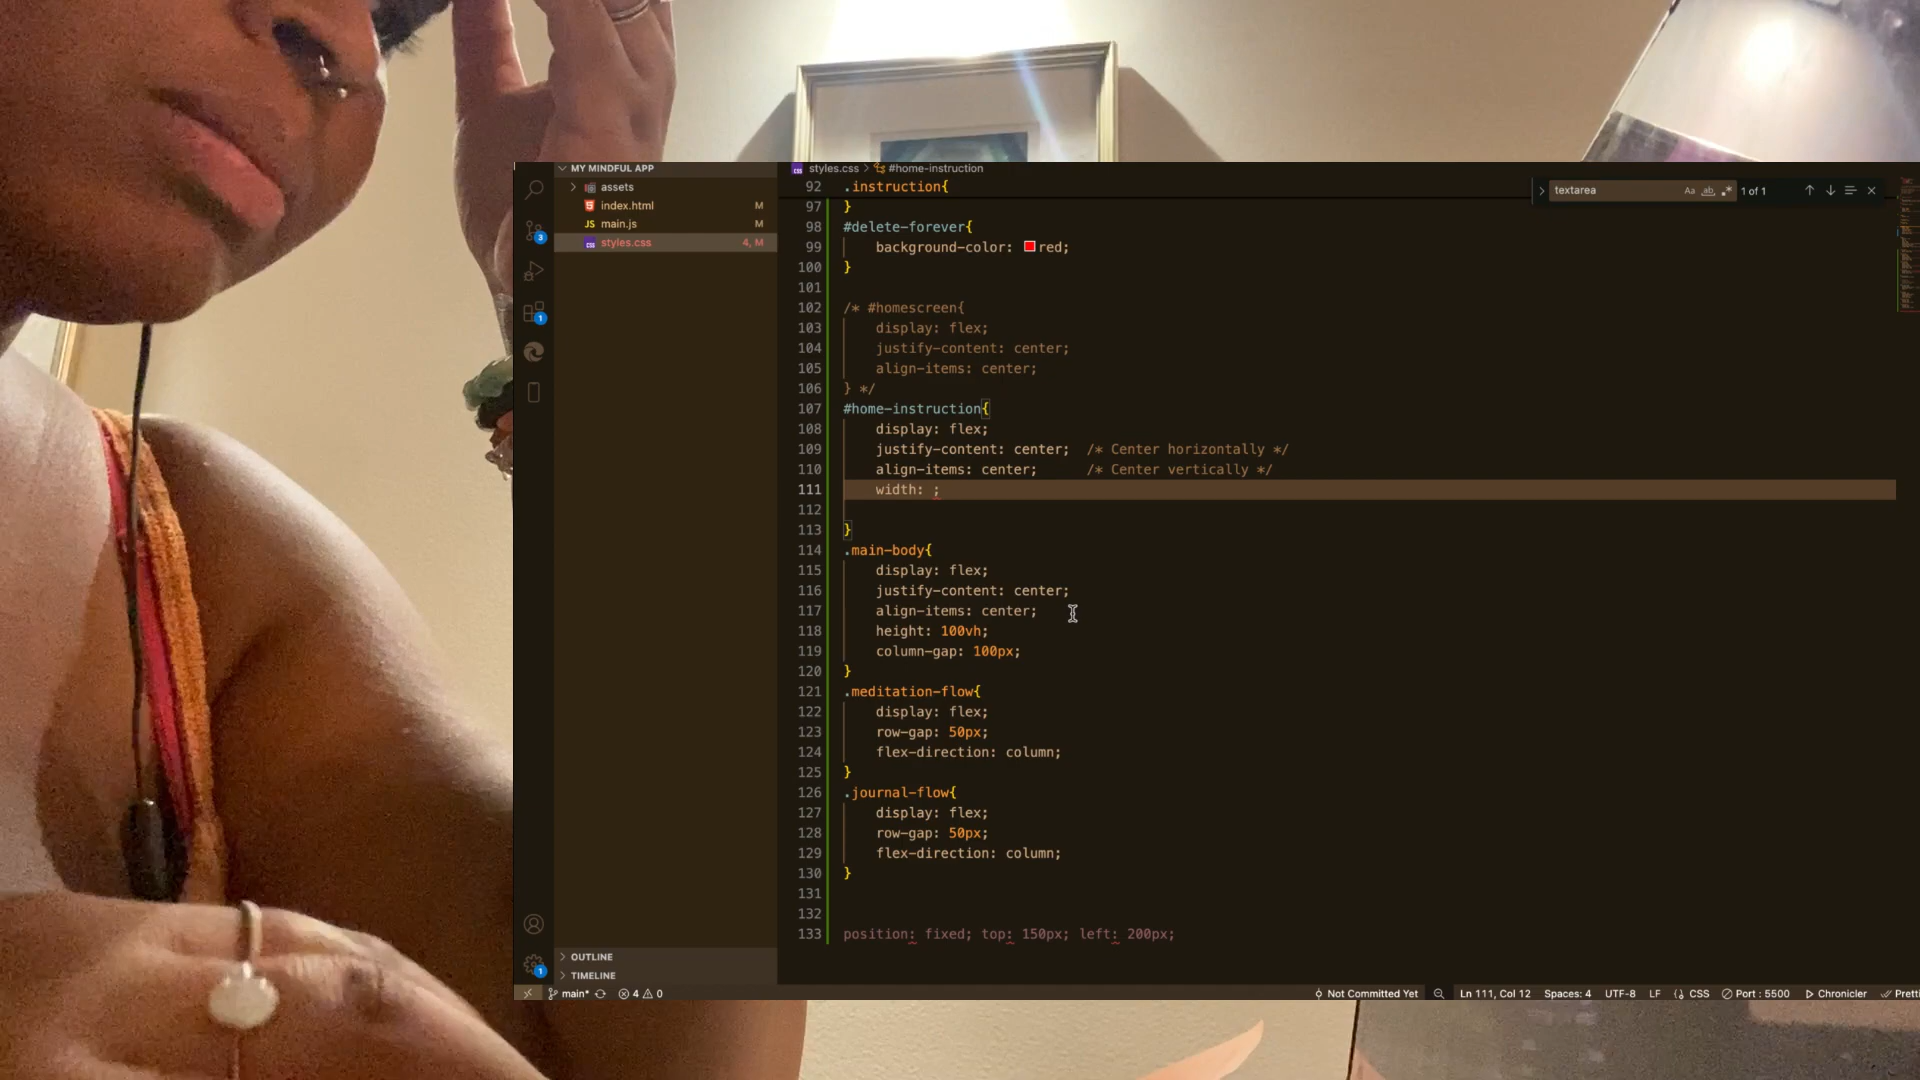 MY MINDFUL APP
assets
index.html M
main.js M
styles.css 4, M
3
1
1
styles.css > #home-instruction
textarea Aa ab 1 of 1
92 .instruction{
97 }
98 #delete-forever{
99 background-color: red;
100 }
101
102 /* #homescreen{
103 display: flex;
104 justify-content: center;
105 align-items: center;
106 } */
107 #home-instruction{
108 display: flex;
109 justify-content: center; /* Center horizontally */
110 align-items: center; /* Center vertically */
111 width: ;
112
113 }
114 .main-body{
115 display: flex;
116 justify-content: center;
117 align-items: center;
118 height: 100vh;
119 column-gap: 100px;
120 }
121 .meditation-flow{
122 display: flex;
123 row-gap: 50px;
124 flex-direction: column;
125 }
126 .journal-flow{
127 display: flex;
128 row-gap: 50px;
129 flex-direction: column;
130 }
131
132
133 position: fixed; top: 150px; left: 200px;
OUTLINE
TIMELINE
main* 4 0 Not Committed Yet Ln 111, Col 12 Spaces: 4 UTF-8 LF CSS Port : 5500 Chronicler Pretti